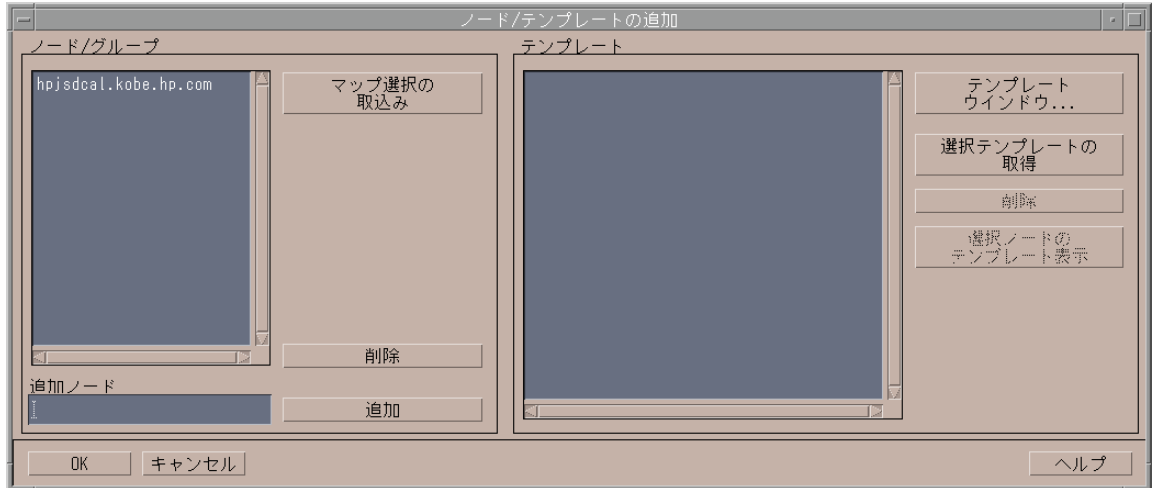 ノード/テンプレートの追加
ノード/グループ
hpjsdcal.kobe.hp.com
マップ選択の
取込み
削除
追加ノード
追加
テンプレート
テンプレート
ウインドウ...
選択テンプレートの
取得
削除
選択ノードの
テンプレート表示
OK
キャンセル
ヘルプ